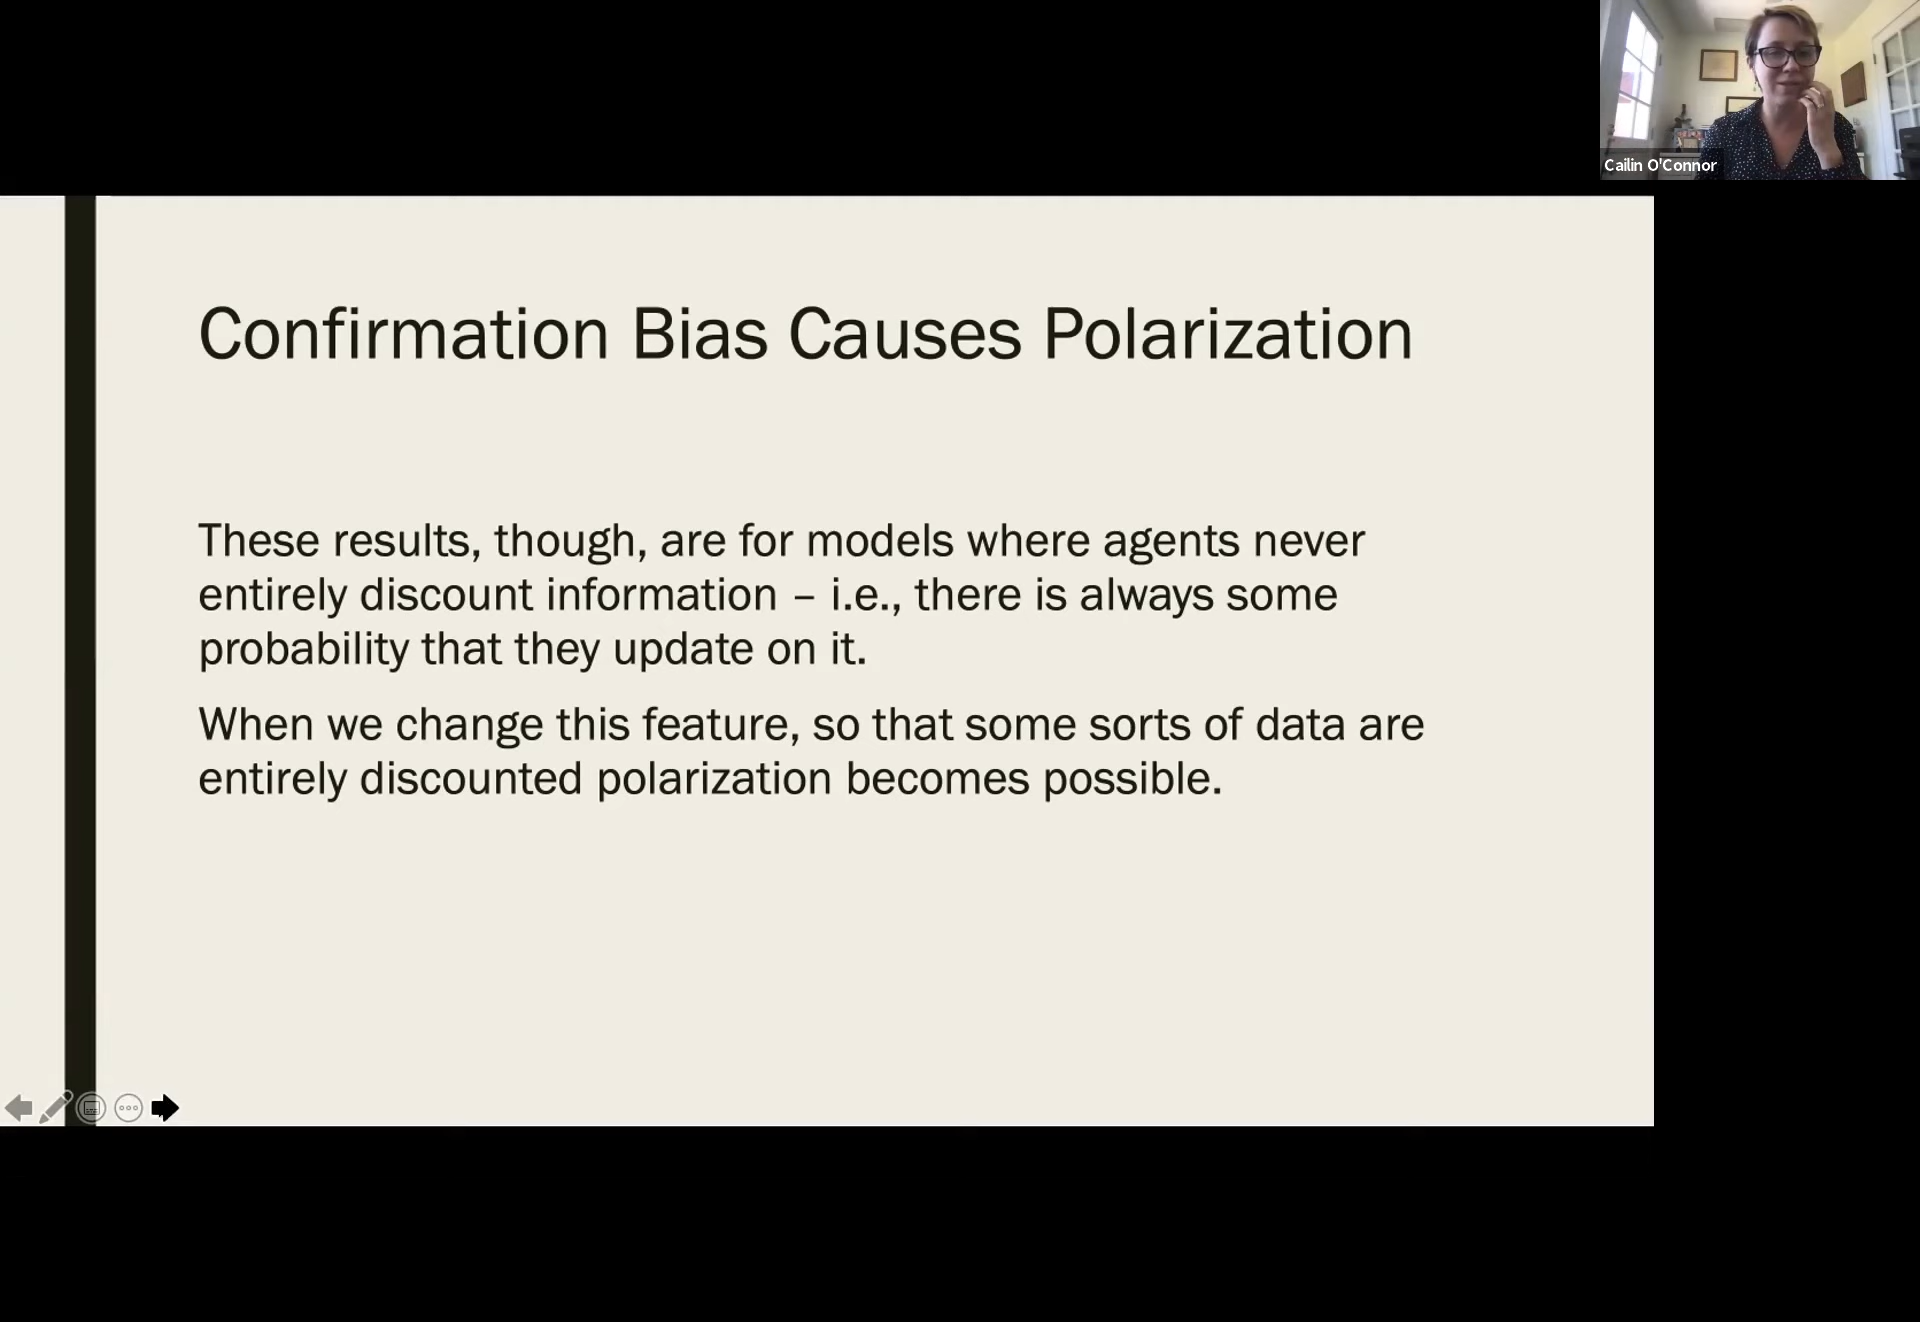 Cailin O'Connor
Confirmation Bias Causes Polarization
These results, though, are for models where agents never
entirely discount information – i.e., there is always some
probability that they update on it.
When we change this feature, so that some sorts of data are
entirely discounted polarization becomes possible.